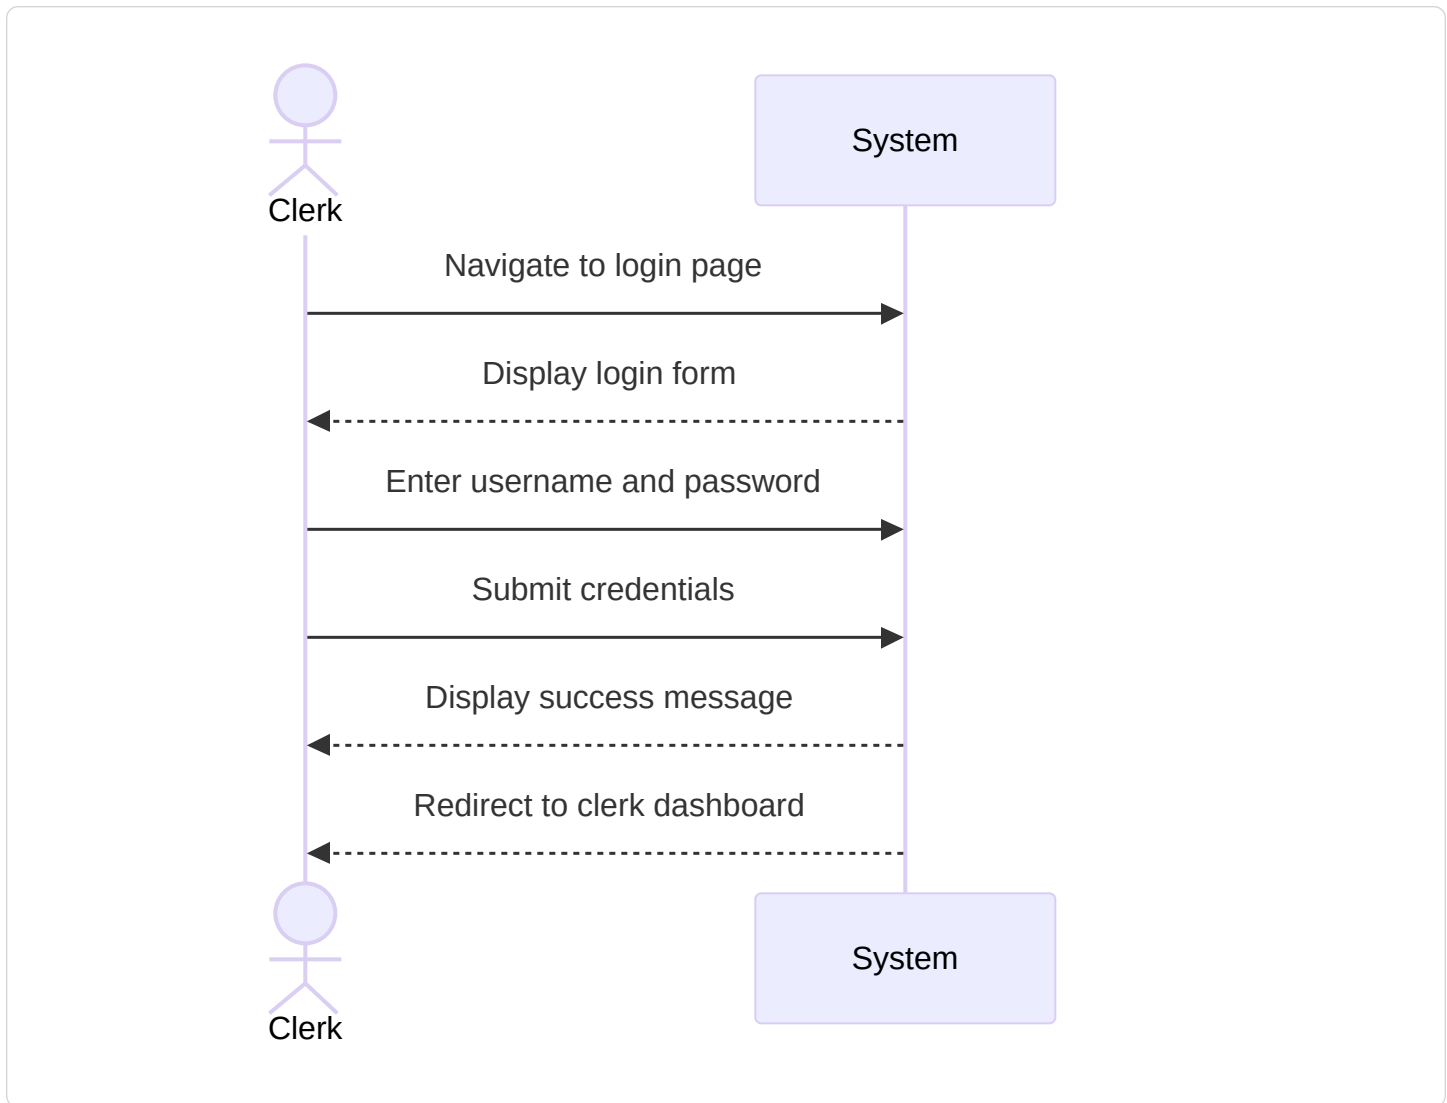 System
Clerk
Navigate to login page
Display login form
Enter username and password
Submit credentials
Display success message
Redirect to clerk dashboard
System
Clerk